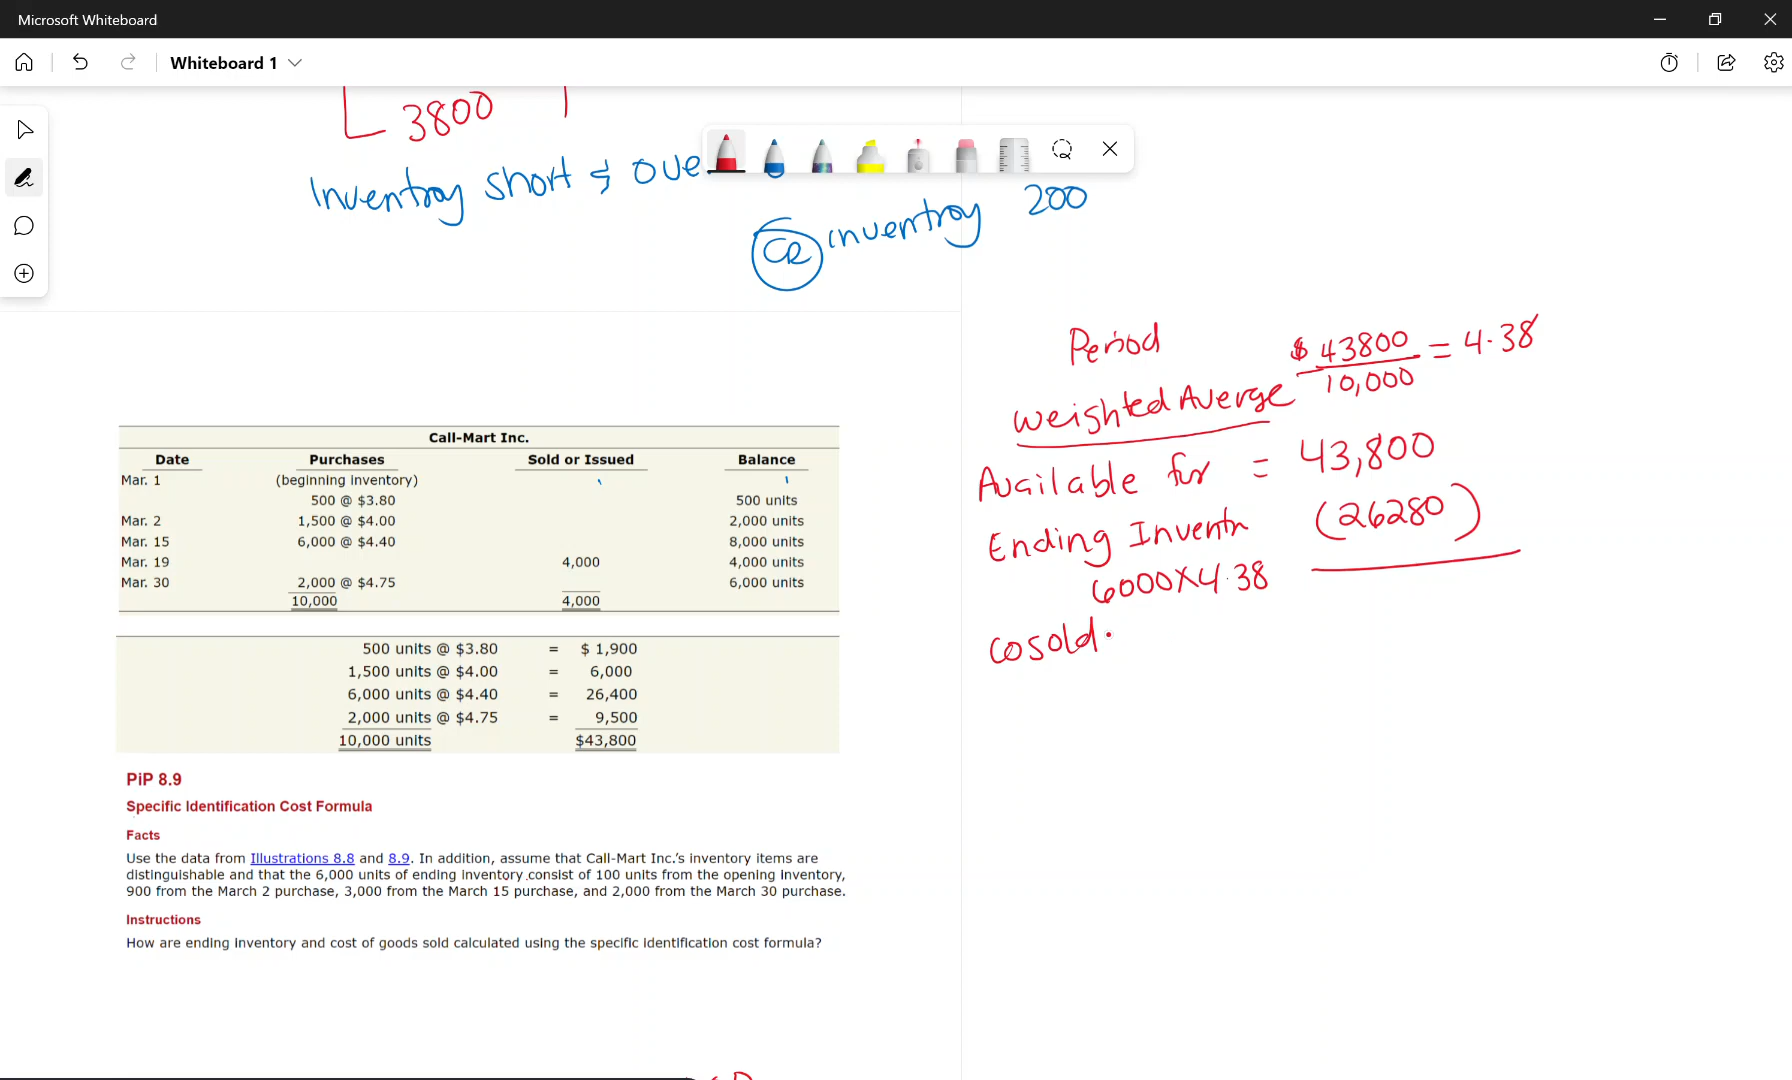 Microsoft Whiteboard
Whiteboard 1
3800
Inventroy short & ove
CR inventroy 200
Call-Mart Inc.
Date Purchases Sold or Issued Balance
Mar. 1 (beginning inventory)
500 @ $3.80 500 units
Mar. 2 1,500 @ $4.00 2,000 units
Mar. 15 6,000 @ $4.40 8,000 units
Mar. 19 4,000 4,000 units
Mar. 30 2,000 @ $4.75 6,000 units
10,000 4,000
500 units @ $3.80 = $ 1,900
1,500 units @ $4.00 = 6,000
6,000 units @ $4.40 = 26,400
2,000 units @ $4.75 = 9,500
10,000 units $43,800
PiP 8.9
Specific Identification Cost Formula
Facts
Use the data from Illustrations 8.8 and 8.9. In addition, assume that Call-Mart Inc.'s inventory items are
distinguishable and that the 6,000 units of ending inventory consist of 100 units from the opening inventory,
900 from the March 2 purchase, 3,000 from the March 15 purchase, and 2,000 from the March 30 purchase.
Instructions
How are ending inventory and cost of goods sold calculated using the specific identification cost formula?
Period
$ 43800 = 4.38
10,000
Weighted Averge
Available for = 43,800
Ending Inventr (26280)
6000X4.38
cosold